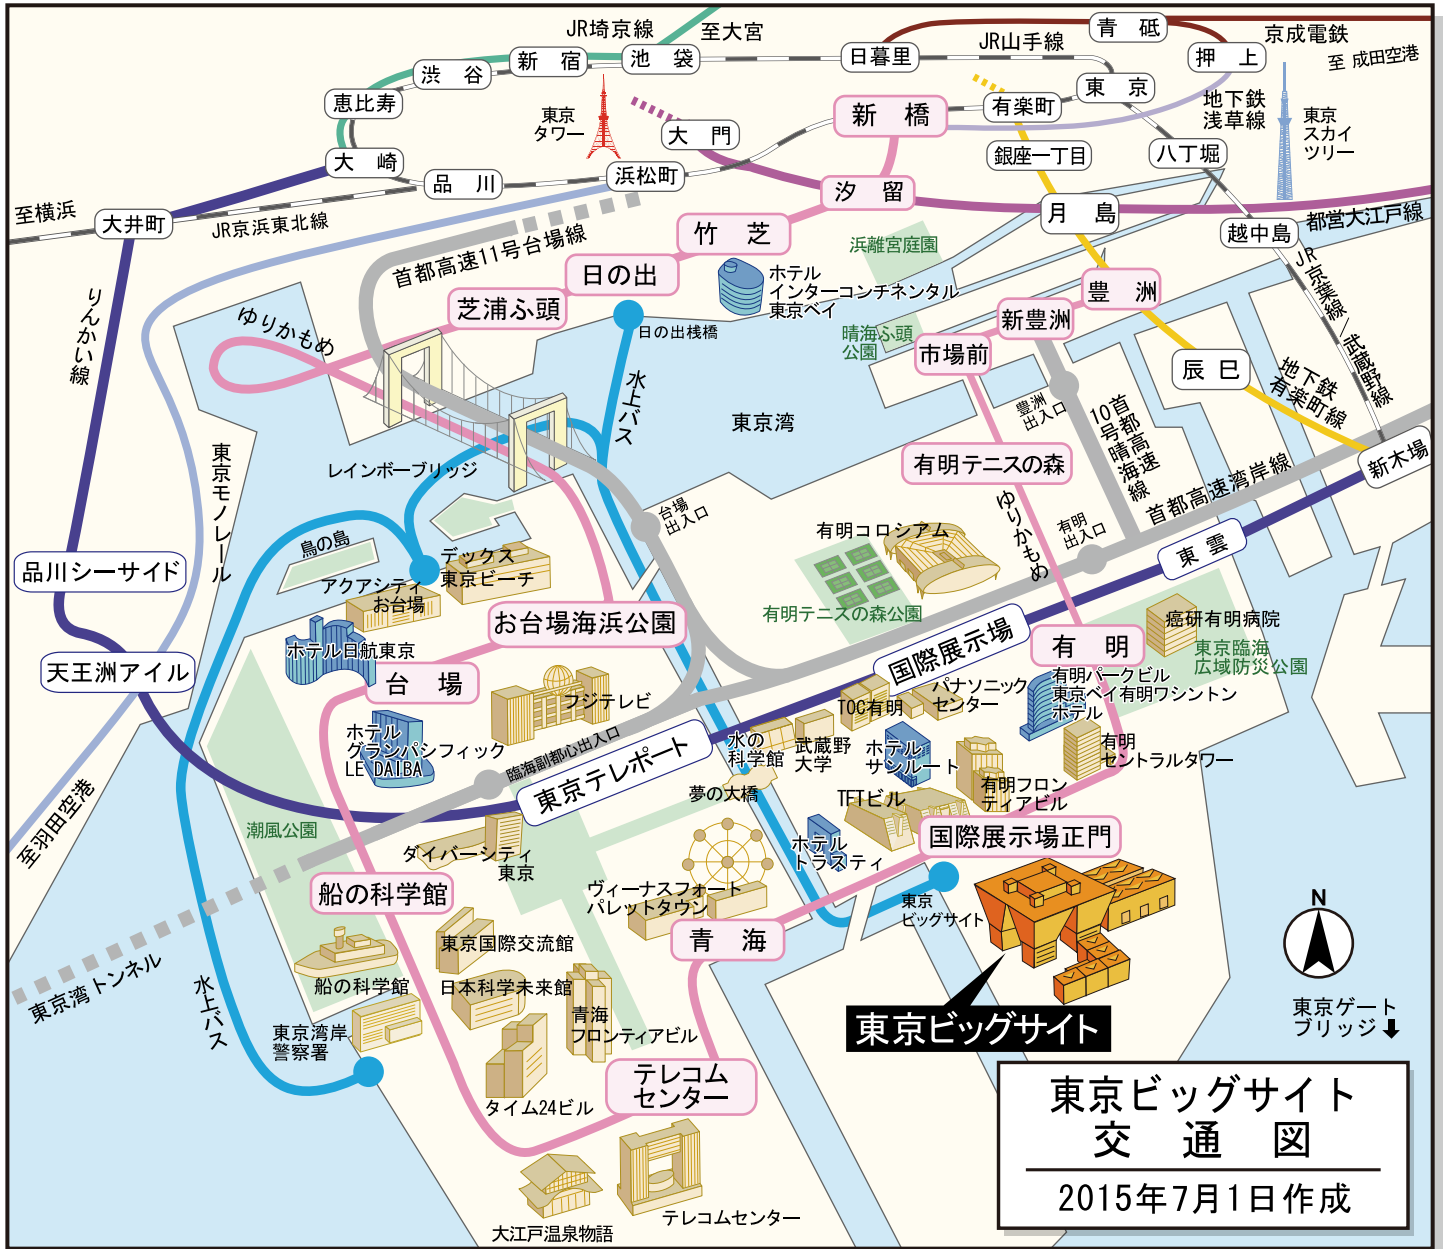 JR埼京線
至大宮
渋谷
新宿
池袋
日暮里
JR山手線
青砥
押上
京成電鉄
至 成田空港
恵比寿
東京
タワー
大門
新橋
有楽町
東京
地下鉄
浅草線
東京
スカイ
ツリー
大崎
品川
浜松町
汐留
銀座一丁目
八丁堀
至横浜
大井町
JR京浜東北線
首都高速11号台場線
竹芝
月島
越中島
都営大江戸線
浜離宮庭園
日の出
ホテル
インターコンチネンタル
東京ベイ
豊洲
JR京葉線/武蔵野線
りんかい線
ゆりかもめ
芝浦ふ頭
日の出桟橋
晴海ふ頭
公園
新豊洲
市場前
辰巳
地下鉄
有楽町線
水上バス
東京湾
豊洲
出入口
10号
首都高速
晴海線
新木場
東京モノレール
レインボーブリッジ
有明テニスの森
首都高速湾岸線
ゆりかもめ
台場
出入口
有明
出入口
鳥の島
デックス
東京ビーチ
有明コロシアム
東雲
品川シーサイド
アクアシティ
お台場
有明テニスの森公園
お台場海浜公園
国際展示場
有明
癌研有明病院
東京臨海
広域防災公園
ホテル日航東京
天王洲アイル
台場
フジテレビ
TOC有明
パナソニック
センター
有明パークビル
東京ベイ有明ワシントン
ホテル
ホテル
グランパシフィック
LE DAIBA
臨海副都心出入口
東京テレポート
水の
科学館
武蔵野
大学
ホテル
サンルート
有明
セントラルタワー
夢の大橋
TFTビル
有明フロン
ティアビル
至羽田空港
潮風公園
ダイバーシティ
東京
ホテル
トラスティ
国際展示場正門
船の科学館
ヴィーナスフォート
パレットタウン
東京
ビッグサイト
青海
東京国際交流館
東京湾トンネル
水上バス
船の科学館
日本科学未来館
青海
フロンティアビル
東京湾岸
警察署
東京ビッグサイト
N
東京ゲート
ブリッジ
タイム24ビル
テレコム
センター
大江戸温泉物語
テレコムセンター
東京ビッグサイト
交通図
2015年7月1日作成